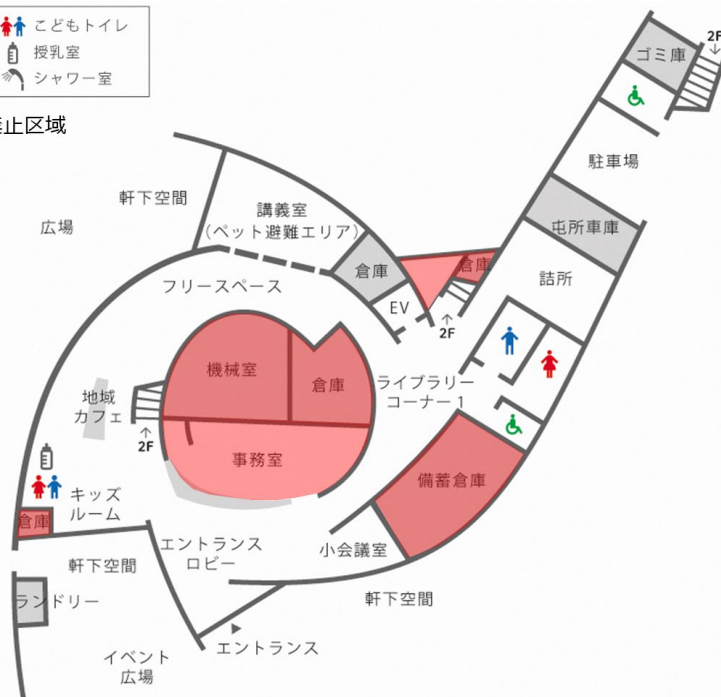 こどもトイレ
授乳室
シャワー室
止区域
2F
ゴミ庫
駐車場
軒下空間
広場
講義室
（ペット避難エリア）
屯所車庫
倉庫
倉庫
詰所
フリースペース
EV
2F
機械室
倉庫
ライブラリー
コーナー1
地域
カフェ
2F
事務室
備蓄倉庫
キッズ
ルーム
倉庫
エントランス
ロビー
小会議室
軒下空間
ランドリー
軒下空間
エントランス
イベント
広場